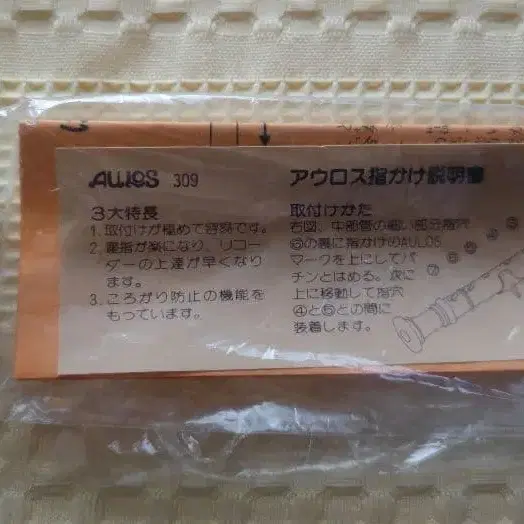 AULOS 309
3大特長
1. 取付けが極めて容易です。
2. 親指が楽になり、リコー
ダーの上達が早くなり
ます。
3. ころがり防止の機能を
もっています。
アウロス指かけ説明書
取付けかた
右図、中部管の細い部分指穴
の裏に指かけのAULOS
マークを上にしてパ
チンとはめる。次に
上に移動して指穴
④と⑤との間に
装着します。